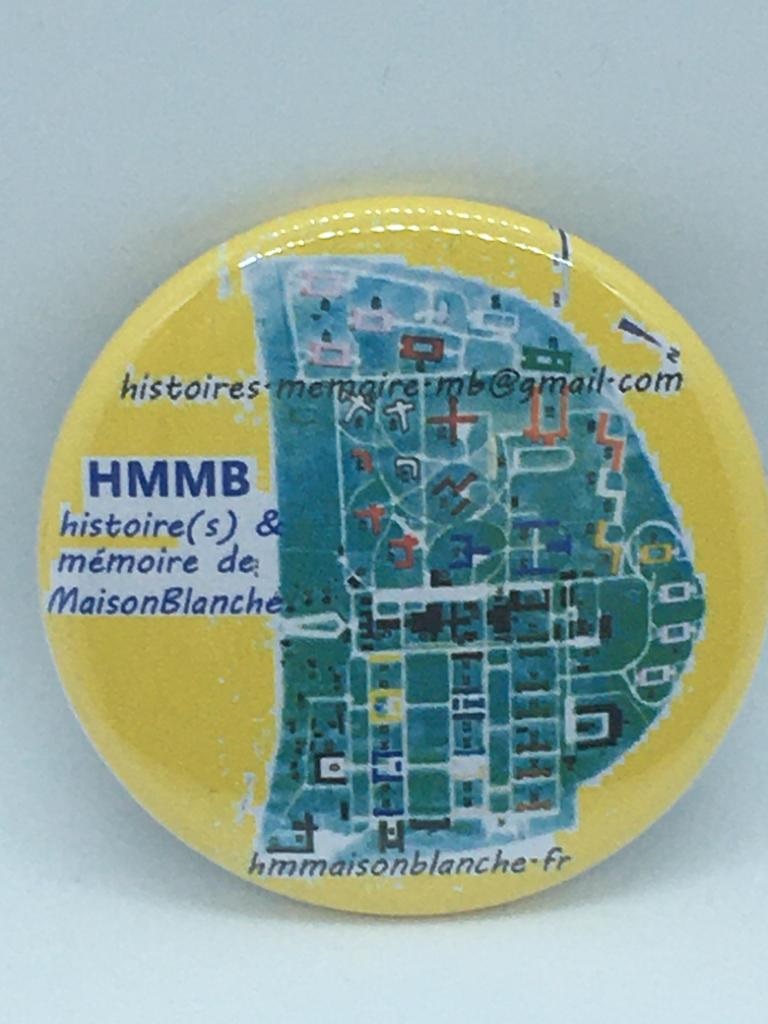 histoires-memoire-mb@gmail.com
HMMB
histoire(s) &
mémoire de
MaisonBlanche
hmmaisonblanche.fr
N